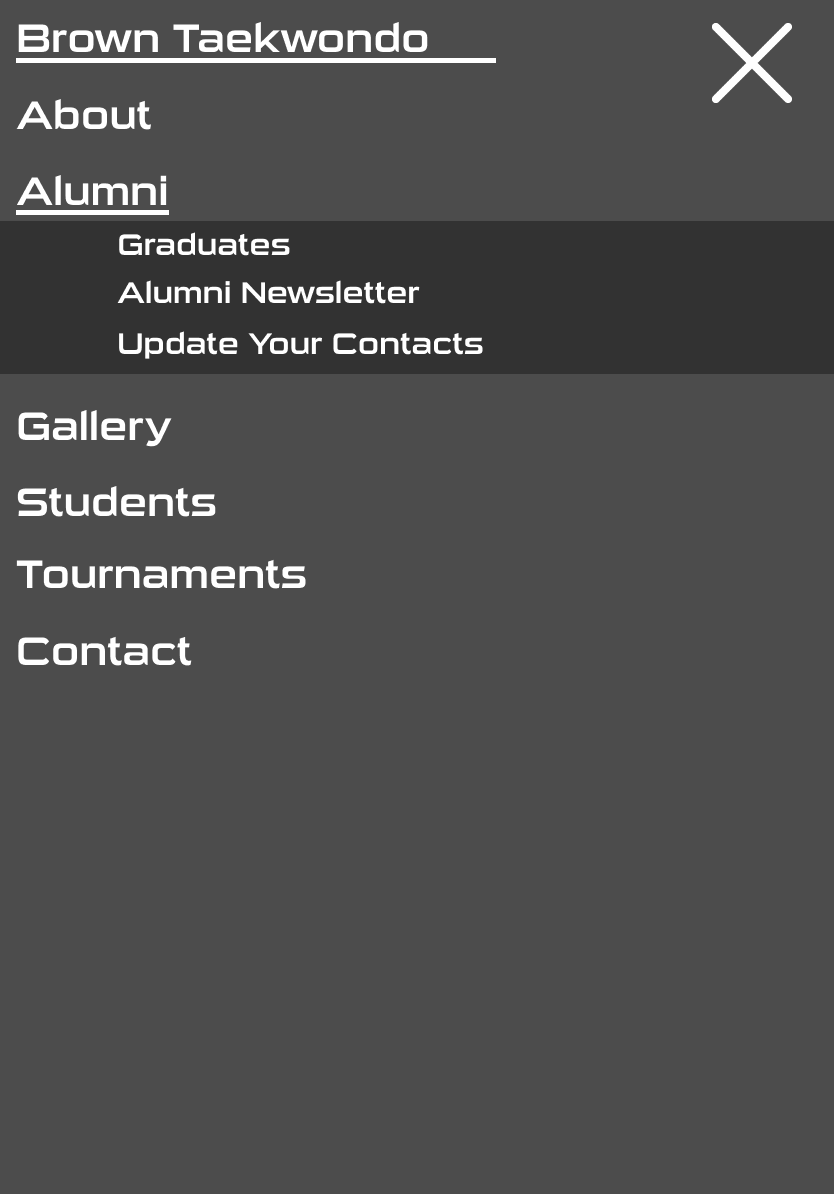 Brown Taekwondo
About
Alumni
Graduates
Alumni Newsletter
Update Your Contacts
Gallery
Students
Tournaments
Contact